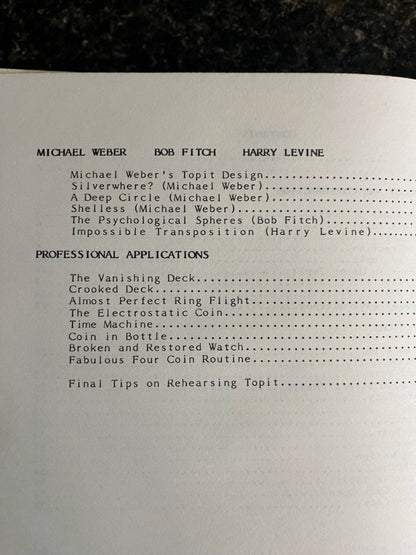 MICHAEL WEBER BOB FITCH HARRY LEVINE
Michael Weber's Topit Design....................
Silverwhere? (Michael Weber)....................
A Deep Circle (Michael Weber)...................
Shelless (Michael Weber)........................
The Psychological Spheres (Bob Fitch)...........
Impossible Transposition (Harry Levine).........
PROFESSIONAL APPLICATIONS
The Vanishing Deck..............................
Crooked Deck....................................
Almost Perfect Ring Flight......................
The Electrostatic Coin..........................
Time Machine....................................
Coin in Bottle..................................
Broken and Restored Watch.......................
Fabulous Four Coin Routine......................
Final Tips on Rehearsing Topit..................